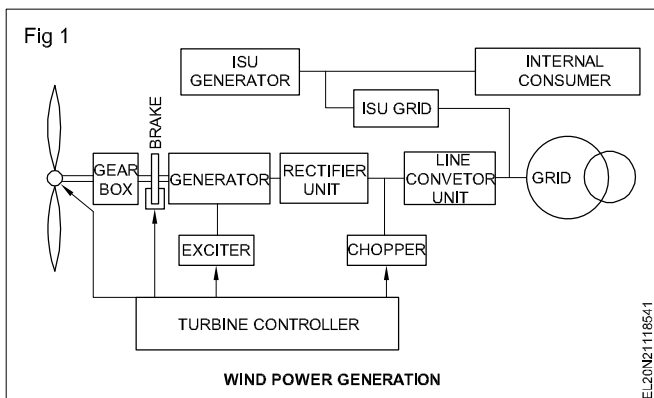 Fig 1
ISU
GENERATOR
INTERNAL
CONSUMER
ISU GRID
BRAKE
GEAR
BOX
GENERATOR
RECTIFIER
UNIT
LINE
CONVETOR
UNIT
GRID
EXCITER
CHOPPER
TURBINE CONTROLLER
WIND POWER GENERATION
EL20N21118541